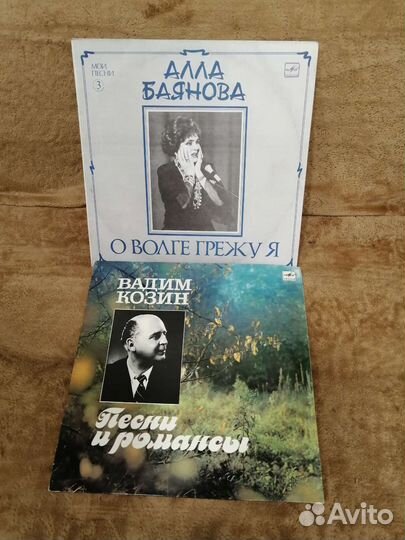 МОИ
ПЕСНИ
3
АЛЛА
БАЯНОВА
О ВОЛГЕ ГРЕЖУ Я
ВАДИМ
КОЗИН
Песни
и романсы
Avito